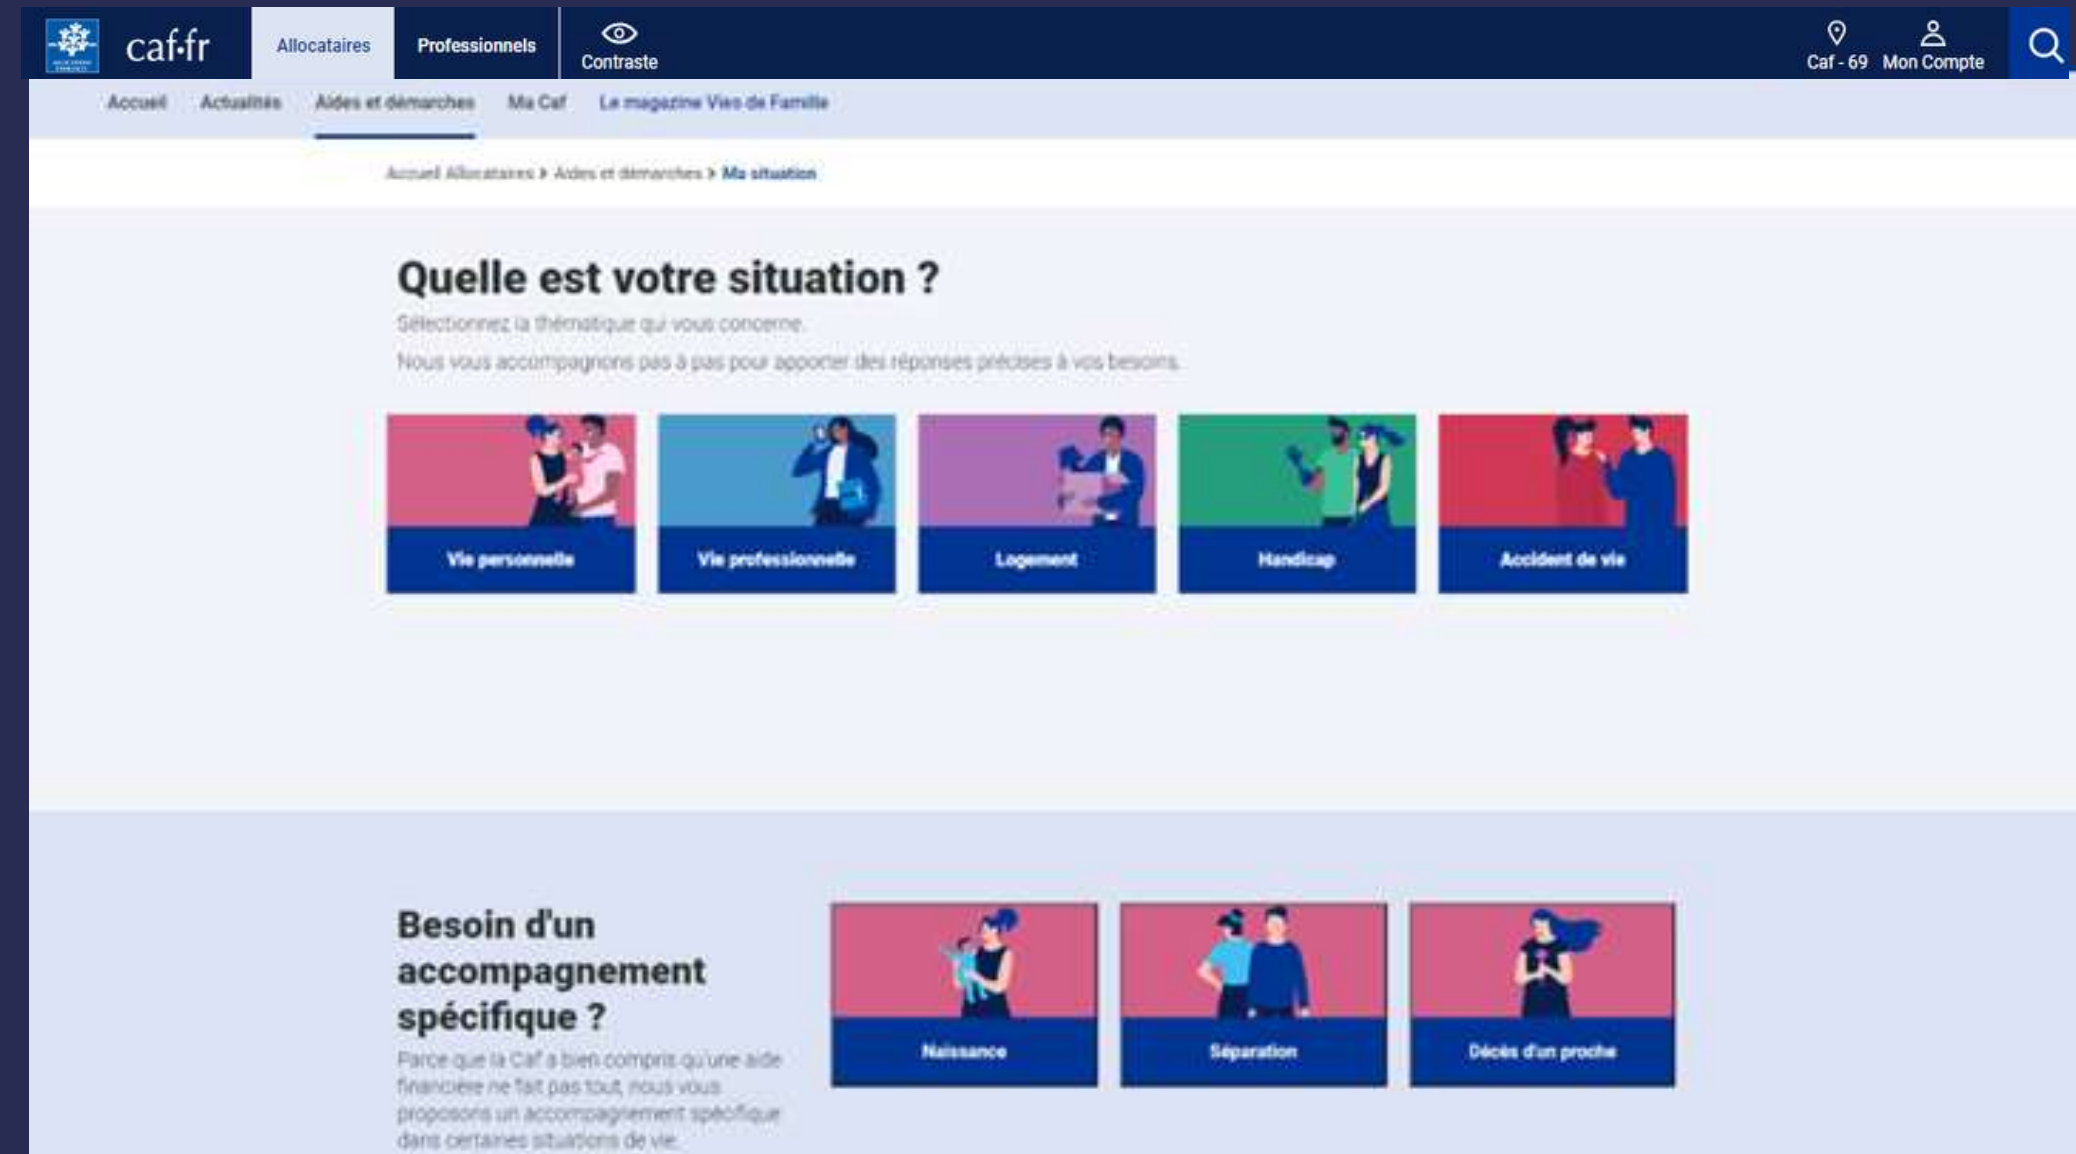 caf.fr
Allocataires
Professionnels
Contraste
Caf - 69
Mon Compte
Accueil
Actualités
Aides et démarches
Ma Caf
Le magazine Vies de Famille
Accueil Allocataires > Aides et démarches > Ma situation
Quelle est votre situation ?
Sélectionnez la thématique qui vous concerne.
Nous vous accompagnons pas à pas pour apporter des réponses précises à vos besoins.
Vie personnelle
Vie professionnelle
Logement
Handicap
Accident de vie
Besoin d'un
accompagnement
spécifique ?
Parce que la Caf a bien compris qu'une aide
financière ne fait pas tout, nous vous
proposons un accompagnement spécifique
dans certaines situations de vie.
Naissance
Séparation
Décès d'un proche